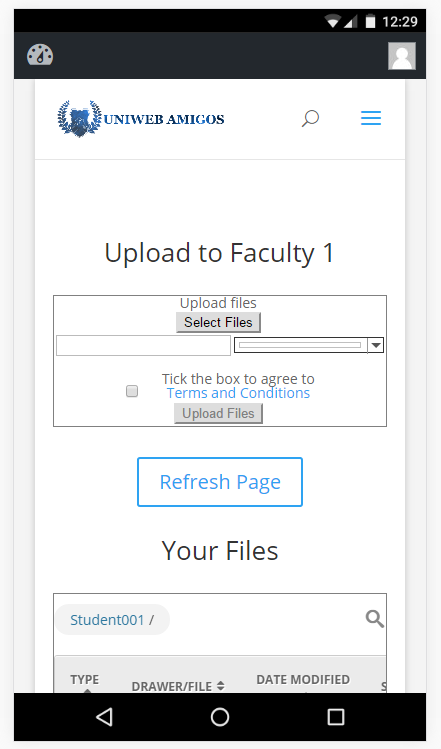 12:29
UNIWEB AMIGOS
Upload to Faculty 1
Upload files
Select Files
Tick the box to agree to
Terms and Conditions
Upload Files
Refresh Page
Your Files
Student001 /
TYPE DRAWER/FILE DATE MODIFIED S